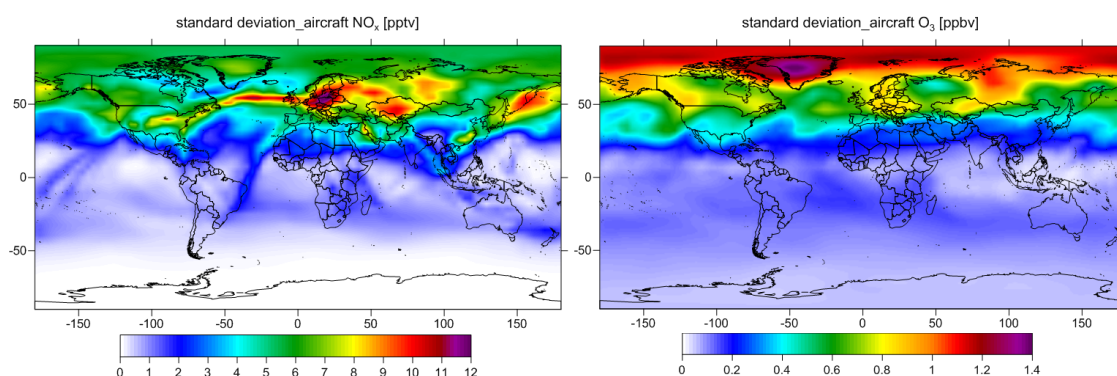 standard deviation_aircraft NOx [pptv]
50
0
-50
-150 -100 -50 0 50 100 150
0 1 2 3 4 5 6 7 8 9 10 11 12
standard deviation_aircraft O3 [ppbv]
50
0
-50
-150 -100 -50 0 50 100 150
0 0.2 0.4 0.6 0.8 1 1.2 1.4